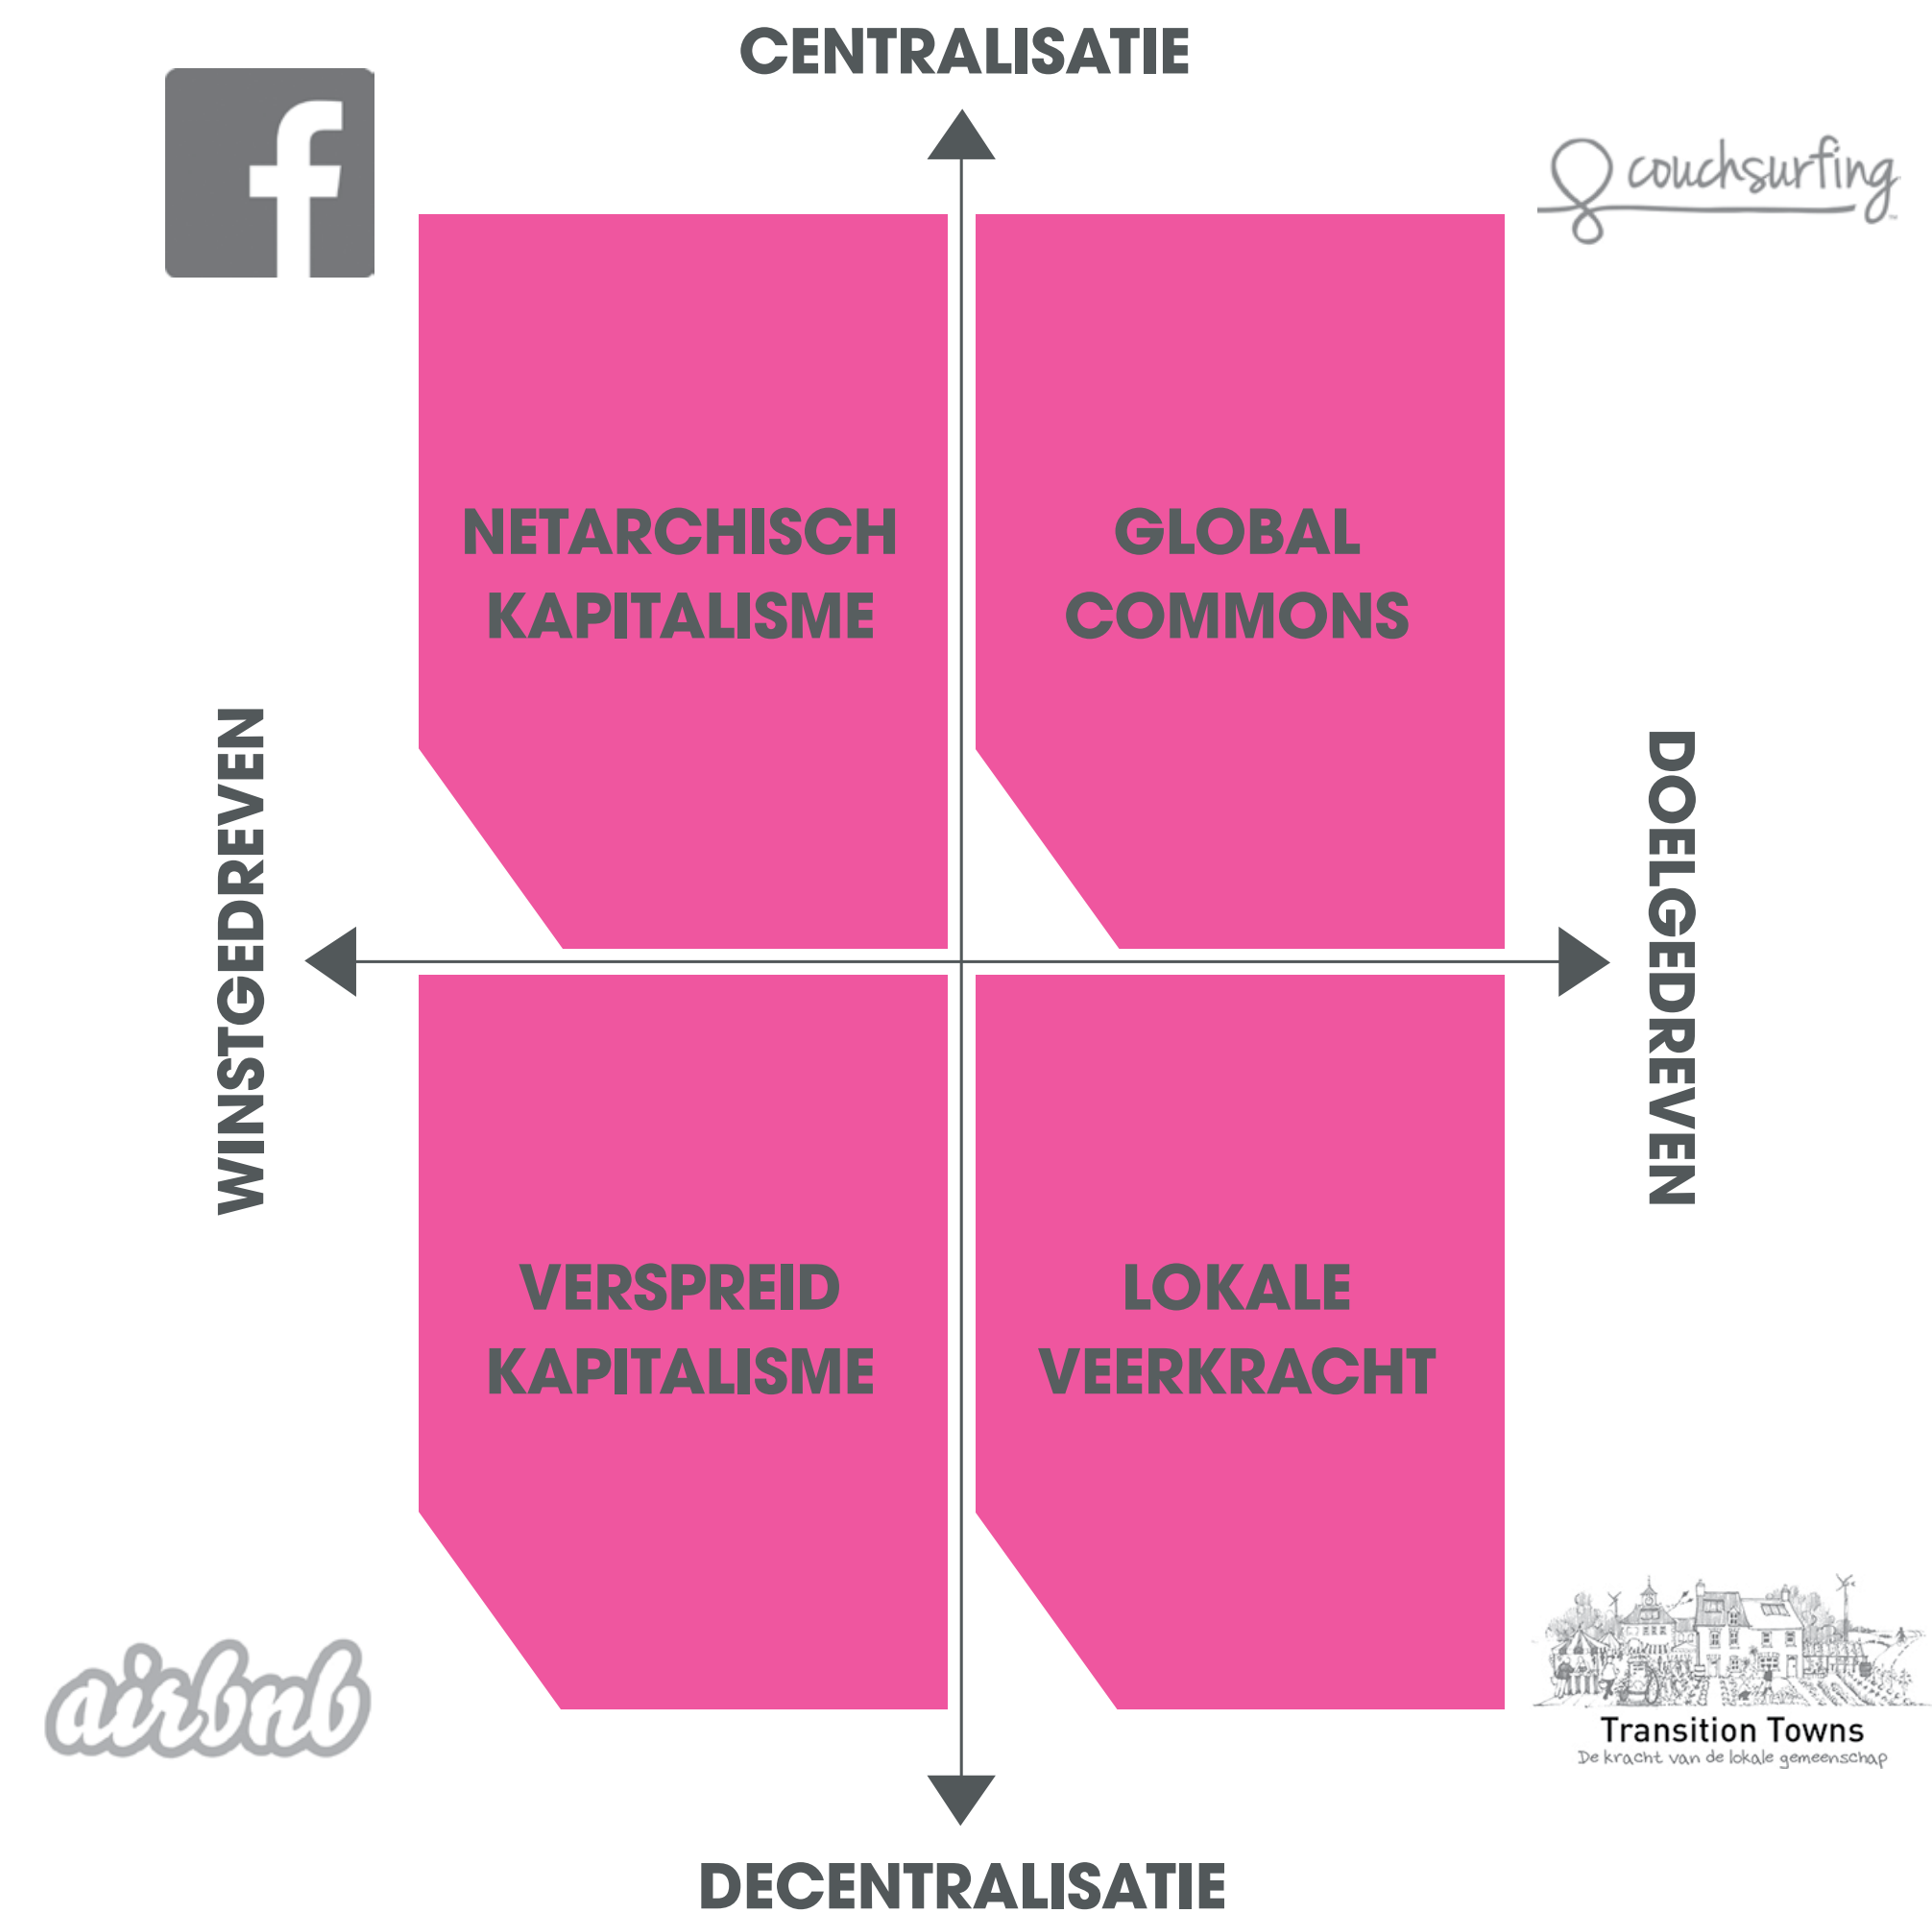 CENTRALISATIE
f
couchsurfing
NETARCHISCH
KAPITALISME
GLOBAL
COMMONS
WINSTGEDREVEN
DOELGEDREVEN
VERSPREID
KAPITALISME
LOKALE
VEERKRACHT
airbnb
Transition Towns
De kracht van de lokale gemeenschap
DECENTRALISATIE